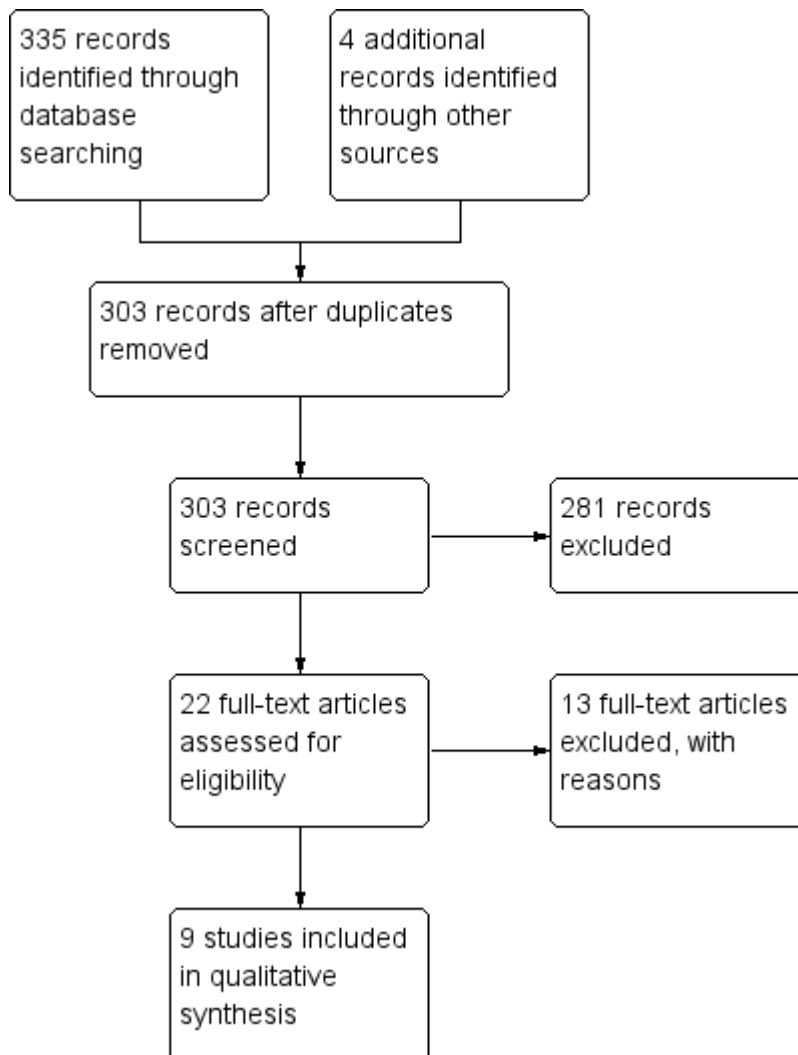 335 records
identified through
database
searching
4 additional
records identified
through other
sources
303 records after duplicates
removed
303 records
screened
281 records
excluded
22 full-text articles
assessed for
eligibility
13 full-text articles
excluded, with
reasons
9 studies included
in qualitative
synthesis